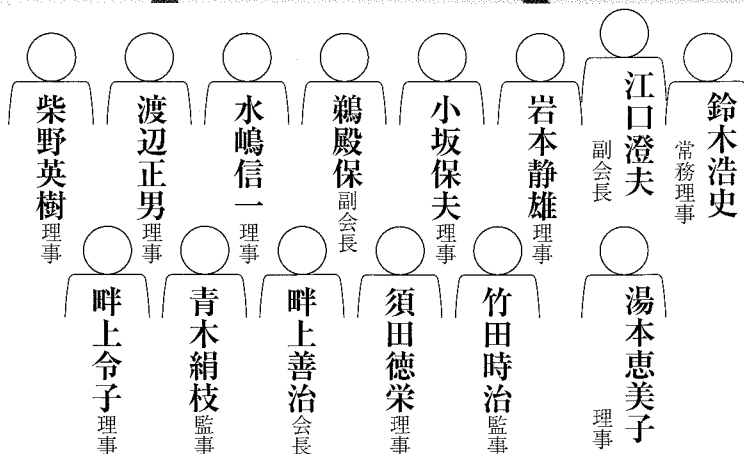 鈴木浩史 常務理事
江口澄夫 副会長
岩本静雄 理事
小坂保夫 理事
鵜殿保 副会長
水嶋信一 理事
渡辺正男 理事
柴野英樹 理事
湯本恵美子 理事
竹田時治 監事
須田徳栄 理事
畔上善治 会長
青木絹枝 監事
畔上令子 理事